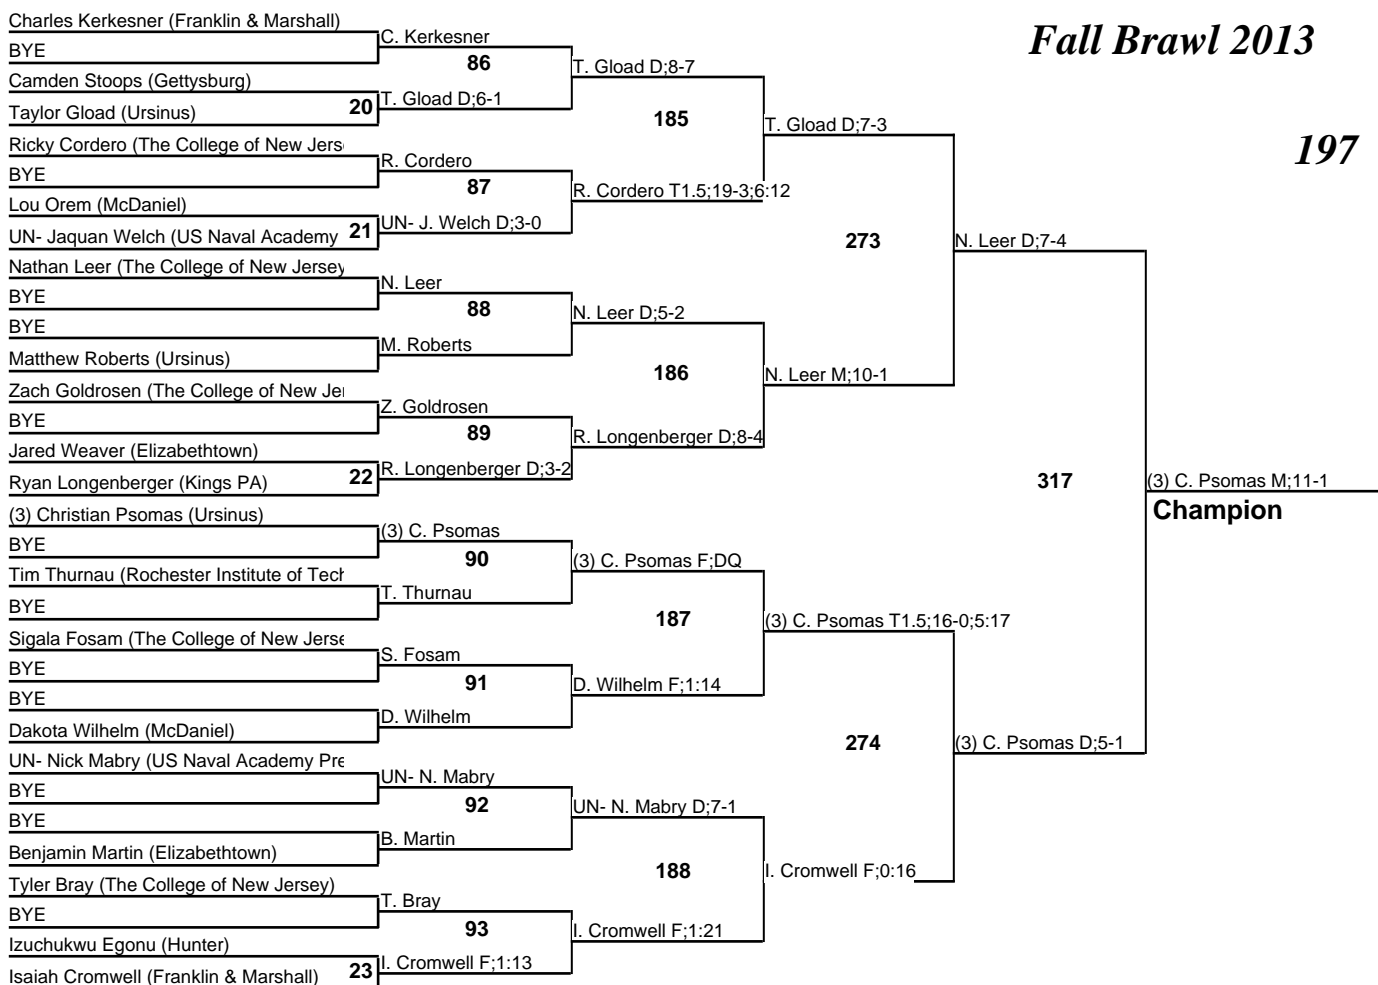 Fall Brawl 2013
197
Charles Kerkesner (Franklin & Marshall)
BYE
Camden Stoops (Gettysburg)
Taylor Gload (Ursinus)
Ricky Cordero (The College of New Jers
BYE
Lou Orem (McDaniel)
UN- Jaquan Welch (US Naval Academy
Nathan Leer (The College of New Jersey
BYE
BYE
Matthew Roberts (Ursinus)
Zach Goldrosen (The College of New Jer
BYE
Jared Weaver (Elizabethtown)
Ryan Longenberger (Kings PA)
(3) Christian Psomas (Ursinus)
BYE
Tim Thurnau (Rochester Institute of Tech
BYE
Sigala Fosam (The College of New Jerse
BYE
BYE
Dakota Wilhelm (McDaniel)
UN- Nick Mabry (US Naval Academy Pre
BYE
BYE
Benjamin Martin (Elizabethtown)
Tyler Bray (The College of New Jersey)
BYE
Izuchukwu Egonu (Hunter)
Isaiah Cromwell (Franklin & Marshall)
20
21
22
23
C. Kerkesner
86
T. Gload D;6-1
R. Cordero
87
UN- J. Welch D;3-0
N. Leer
88
M. Roberts
Z. Goldrosen
89
R. Longenberger D;3-2
(3) C. Psomas
90
T. Thurnau
S. Fosam
91
D. Wilhelm
UN- N. Mabry
92
B. Martin
T. Bray
93
I. Cromwell F;1:13
T. Gload D;8-7
185
R. Cordero T1.5;19-3;6:12
N. Leer D;5-2
186
R. Longenberger D;8-4
(3) C. Psomas F;DQ
187
D. Wilhelm F;1:14
UN- N. Mabry D;7-1
188
I. Cromwell F;1:21
T. Gload D;7-3
273
N. Leer M;10-1
(3) C. Psomas T1.5;16-0;5:17
274
I. Cromwell F;0:16
N. Leer D;7-4
317
(3) C. Psomas D;5-1
(3) C. Psomas M;11-1
Champion